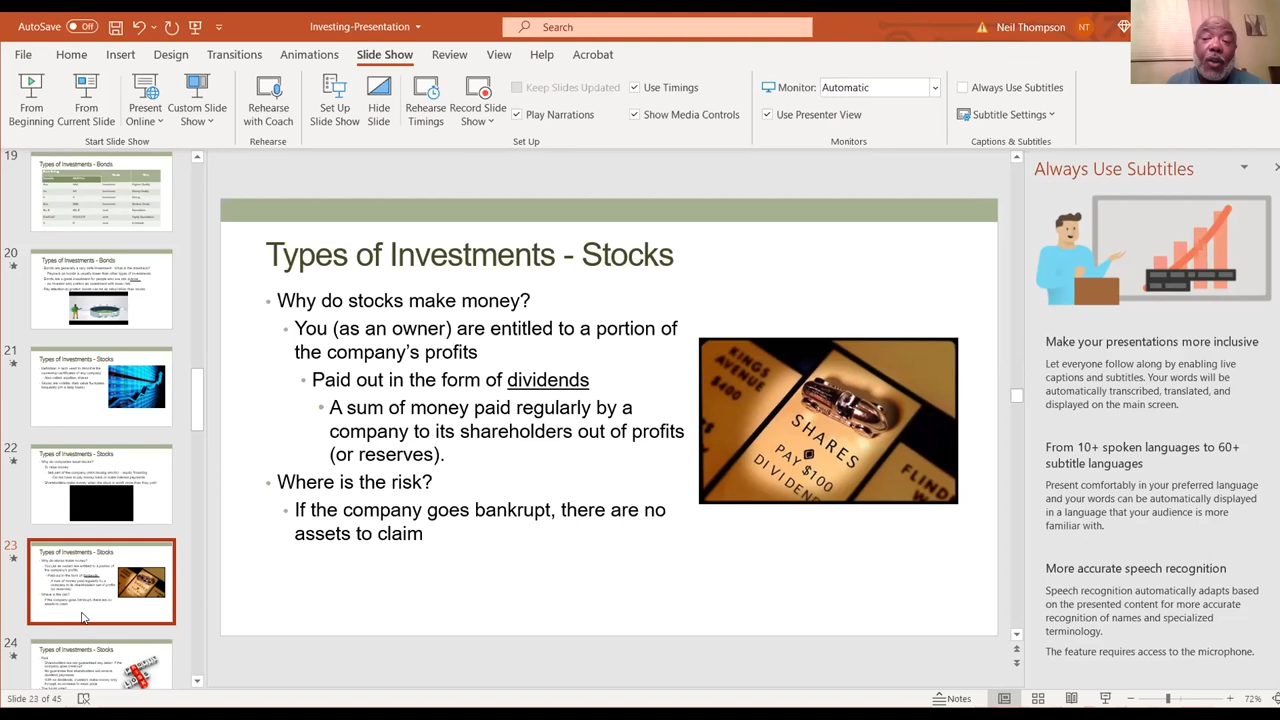 AutoSave Off Investing-Presentation Search Neil Thompson NT
File Home Insert Design Transitions Animations Slide Show Review View Help Acrobat
From Beginning
From Current Slide
Present Online
Custom Slide Show
Start Slide Show
Rehearse with Coach
Rehearse
Set Up Slide Show
Hide Slide
Rehearse Timings
Record Slide Show
Keep Slides Updated
Play Narrations
Use Timings
Show Media Controls
Set Up
Monitor: Automatic
Use Presenter View
Monitors
Always Use Subtitles
Subtitle Settings
Captions & Subtitles
19
Types of Investments - Bonds
20
Types of Investments - Bonds
21
Types of Investments - Stocks
22
Types of Investments - Stocks
23
Types of Investments - Stocks
24
Types of Investments - Stocks
Types of Investments - Stocks
Why do stocks make money?
You (as an owner) are entitled to a portion of
the company's profits
Paid out in the form of dividends
A sum of money paid regularly by a
company to its shareholders out of profits
(or reserves).
Where is the risk?
If the company goes bankrupt, there are no
assets to claim
SHARES
PAY $100
DIVIDEND
Always Use Subtitles
Make your presentations more inclusive
Let everyone follow along by enabling live
captions and subtitles. Your words will be
automatically transcribed, translated, and
displayed on the main screen.
From 10+ spoken languages to 60+
subtitle languages
Present comfortably in your preferred language
and your words can be automatically displayed
in a language that your audience is more
familiar with.
More accurate speech recognition
Speech recognition automatically adapts based
on the presented content for more accurate
recognition of names and specialized
terminology.
The feature requires access to the microphone.
Slide 23 of 45 Notes 72%